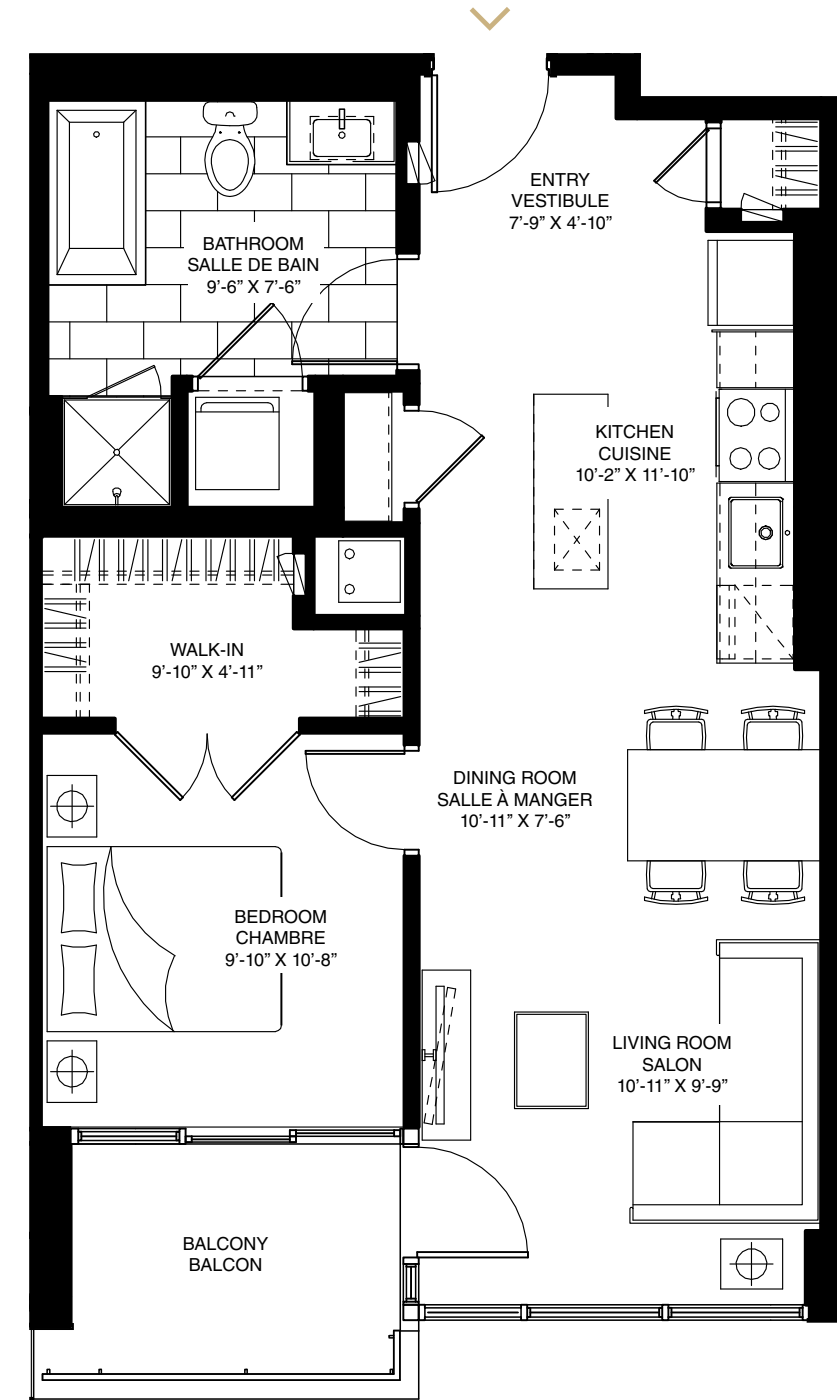 ENTRY
VESTIBULE
7'-9” X 4'-10”
BATHROOM
SALLE DE BAIN
9'-6” X 7'-6”
KITCHEN
CUISINE
10'-2” X 11'-10”
WALK-IN
9'-10” X 4'-11”
DINING ROOM
SALLE À MANGER
10'-11” X 7'-6”
BEDROOM
CHAMBRE
9'-10” X 10'-8”
LIVING ROOM
SALON
10'-11” X 9'-9”
BALCONY
BALCON